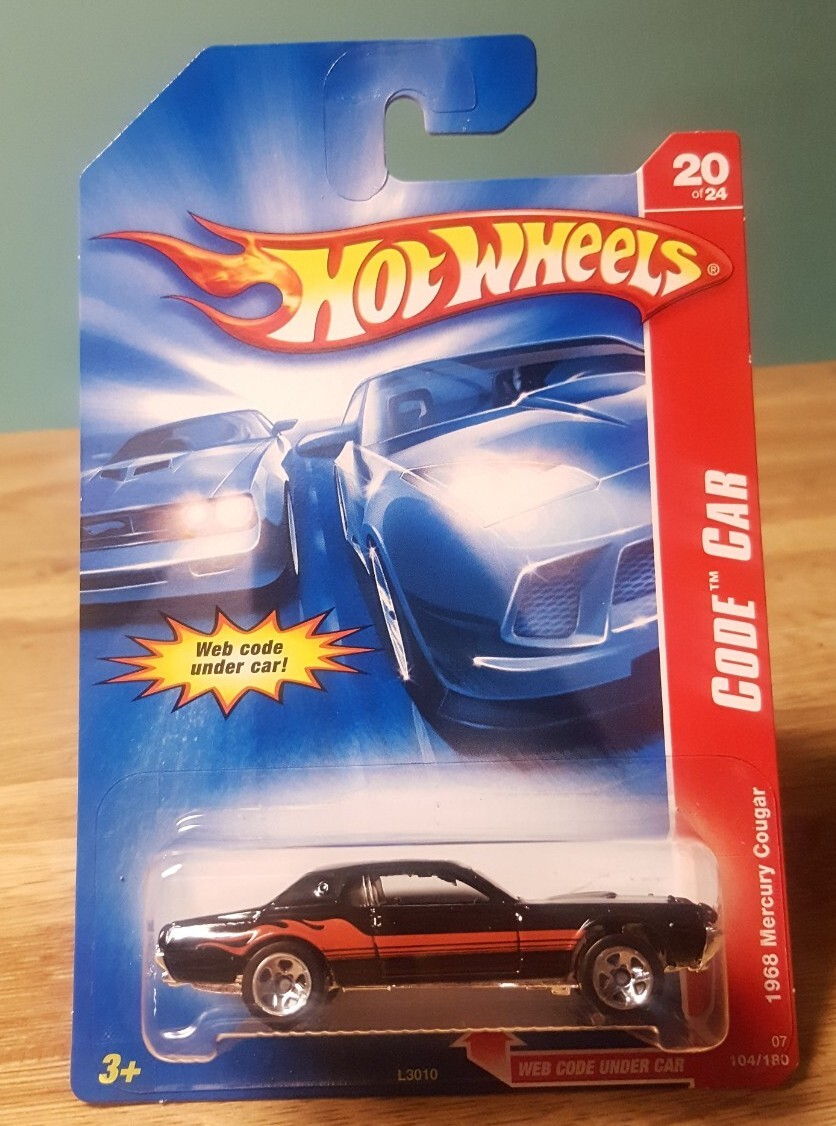 20
of 24
HOT WHEELS®
CODE™ CAR
Web code
under car!
1968 Mercury Cougar
3+
L3010
WEB CODE UNDER CAR
07
104/180